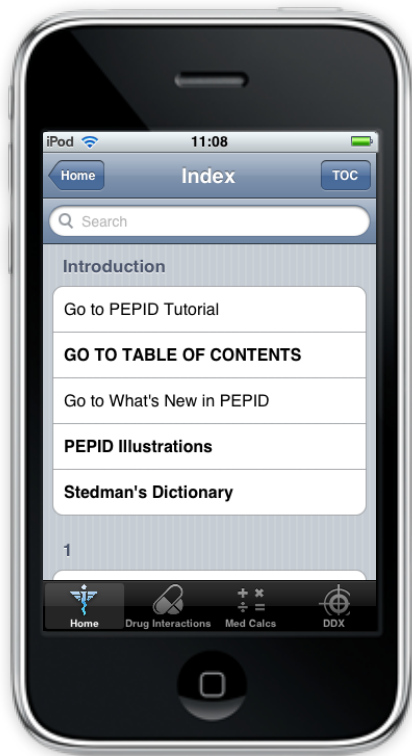 iPod 11:08
Home Index TOC
Search
Introduction
Go to PEPID Tutorial
GO TO TABLE OF CONTENTS
Go to What's New in PEPID
PEPID Illustrations
Stedman's Dictionary
1
Home Drug Interactions Med Calcs DDX